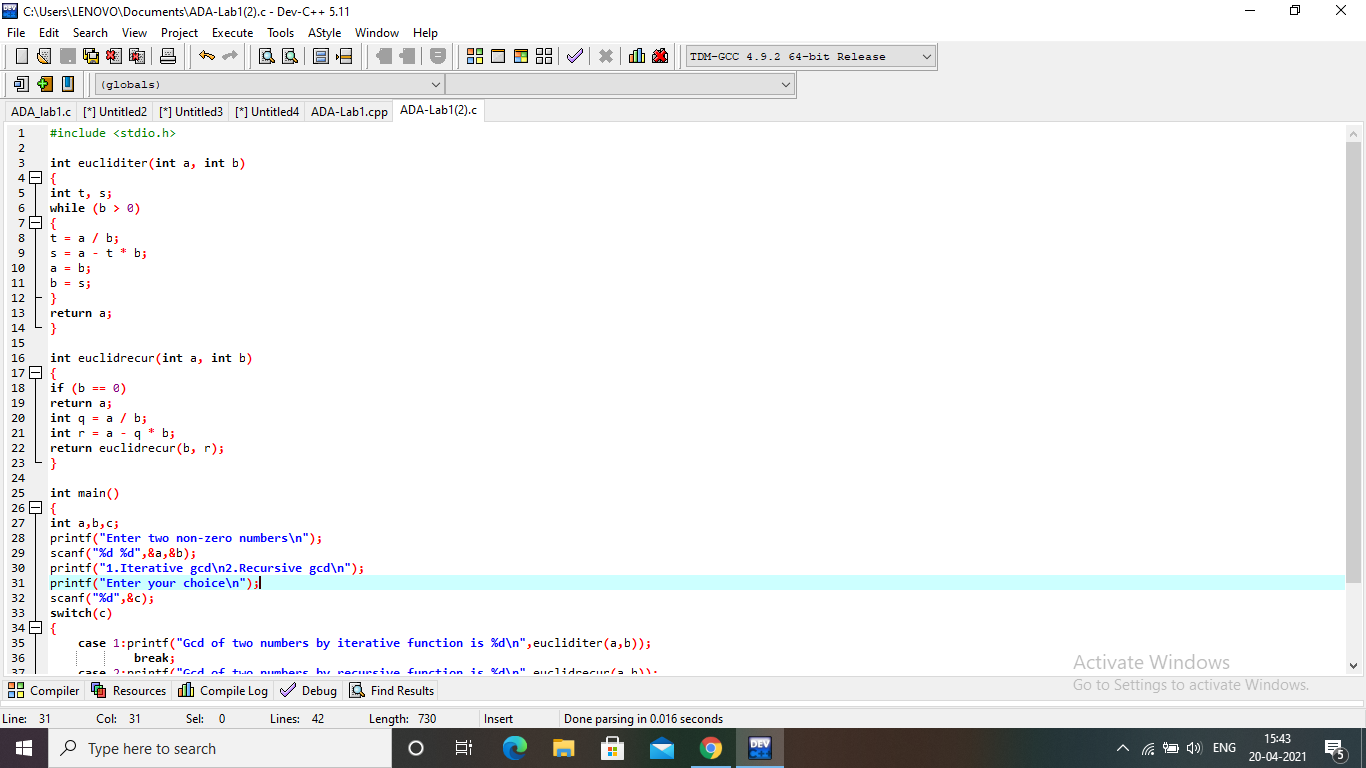 C:\Users\LENOVO\Documents\ADA-Lab1(2).c - Dev-C++ 5.11
File Edit Search View Project Execute Tools AStyle Window Help
TDM-GCC 4.9.2 64-bit Release
(globals)
ADA_lab1.c [*] Untitled2 [*] Untitled3 [*] Untitled4 ADA-Lab1.cpp ADA-Lab1(2).c
1 #include <stdio.h>
2
3 int eucliditer(int a, int b)
4 {
5 int t, s;
6 while (b > 0)
7 {
8 t = a / b;
9 s = a - t * b;
10 a = b;
11 b = s;
12 }
13 return a;
14 }
15
16 int euclidrecur(int a, int b)
17 {
18 if (b == 0)
19 return a;
20 int q = a / b;
21 int r = a - q * b;
22 return euclidrecur(b, r);
23 }
24
25 int main()
26 {
27 int a,b,c;
28 printf("Enter two non-zero numbers\n");
29 scanf("%d %d",&a,&b);
30 printf("1.Iterative gcd\n2.Recursive gcd\n");
31 printf("Enter your choice\n");
32 scanf("%d",&c);
33 switch(c)
34 {
35 case 1:printf("Gcd of two numbers by iterative function is %d\n",eucliditer(a,b));
36 break;
37 case 2:printf("Gcd of two numbers by recursive function is %d\n",euclidrecur(a,b));
Activate Windows
Go to Settings to activate Windows.
Compiler Resources Compile Log Debug Find Results
Line: 31 Col: 31 Sel: 0 Lines: 42 Length: 730 Insert Done parsing in 0.016 seconds
Type here to search
DEV
ENG
15:43
20-04-2021
5